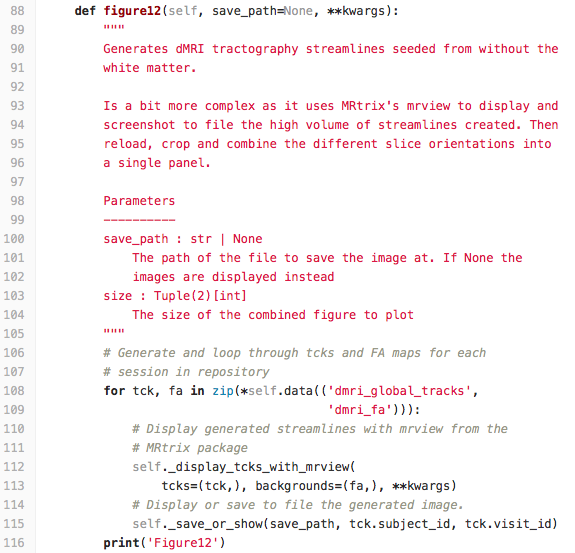 88 def figure12(self, save_path=None, **kwargs):
89 """
90 Generates dMRI tractography streamlines seeded from without the
91 white matter.
92
93 Is a bit more complex as it uses MRtrix's mrview to display and
94 screenshot to file the high volume of streamlines created. Then
95 reload, crop and combine the different slice orientations into
96 a single panel.
97
98 Parameters
99 ----------
100 save_path : str | None
101 The path of the file to save the image at. If None the
102 images are displayed instead
103 size : Tuple(2)[int]
104 The size of the combined figure to plot
105 """
106 # Generate and loop through tcks and FA maps for each
107 # session in repository
108 for tck, fa in zip(*self.data(('dmri_global_tracks',
109 'dmri_fa'))):
110 # Display generated streamlines with mrview from the
111 # MRtrix package
112 self._display_tcks_with_mrview(
113 tcks=(tck,), backgrounds=(fa,), **kwargs)
114 # Display or save to file the generated image.
115 self._save_or_show(save_path, tck.subject_id, tck.visit_id)
116 print('Figure12')